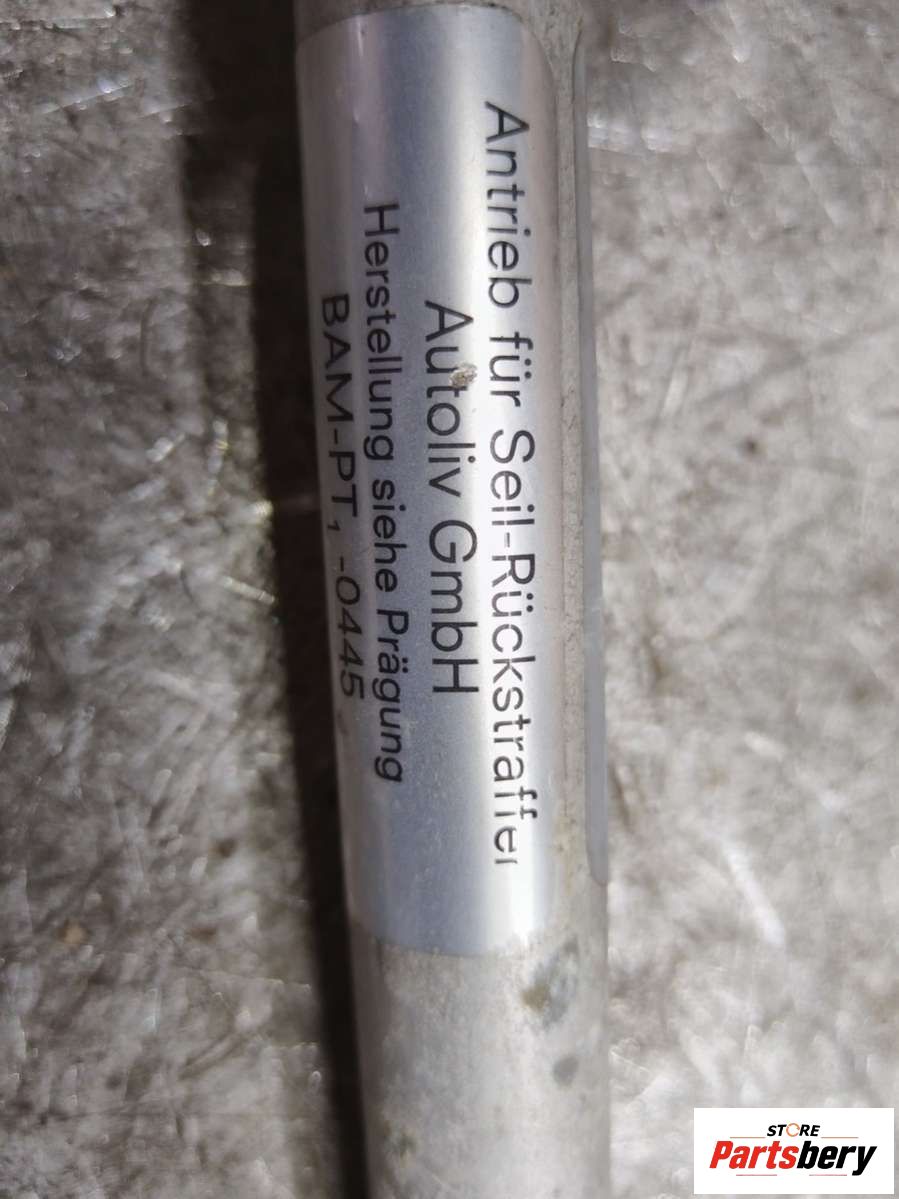 Antrieb für Seil-Rückstraffer
Autoliv GmbH
Herstellung siehe Prägung
BAM-PT₁ -0445
STORE
Partsbery